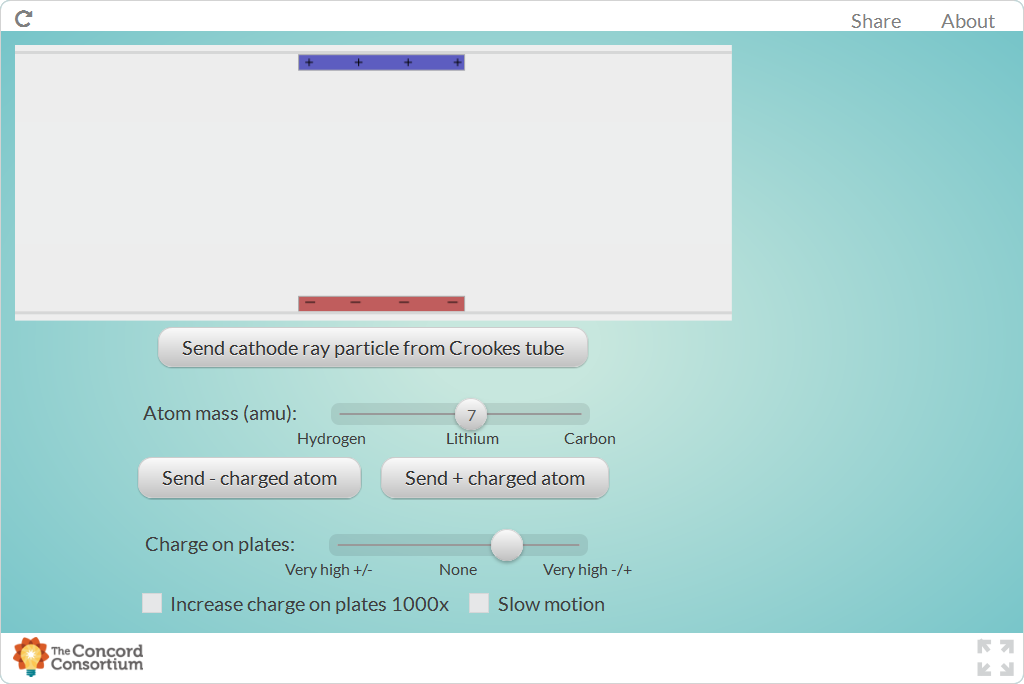 Share About
+ + + +
− − − −
Send cathode ray particle from Crookes tube
Atom mass (amu): 7
Hydrogen Lithium Carbon
Send - charged atom Send + charged atom
Charge on plates:
Very high +/- None Very high -/+
Increase charge on plates 1000x Slow motion
The Concord
Consortium